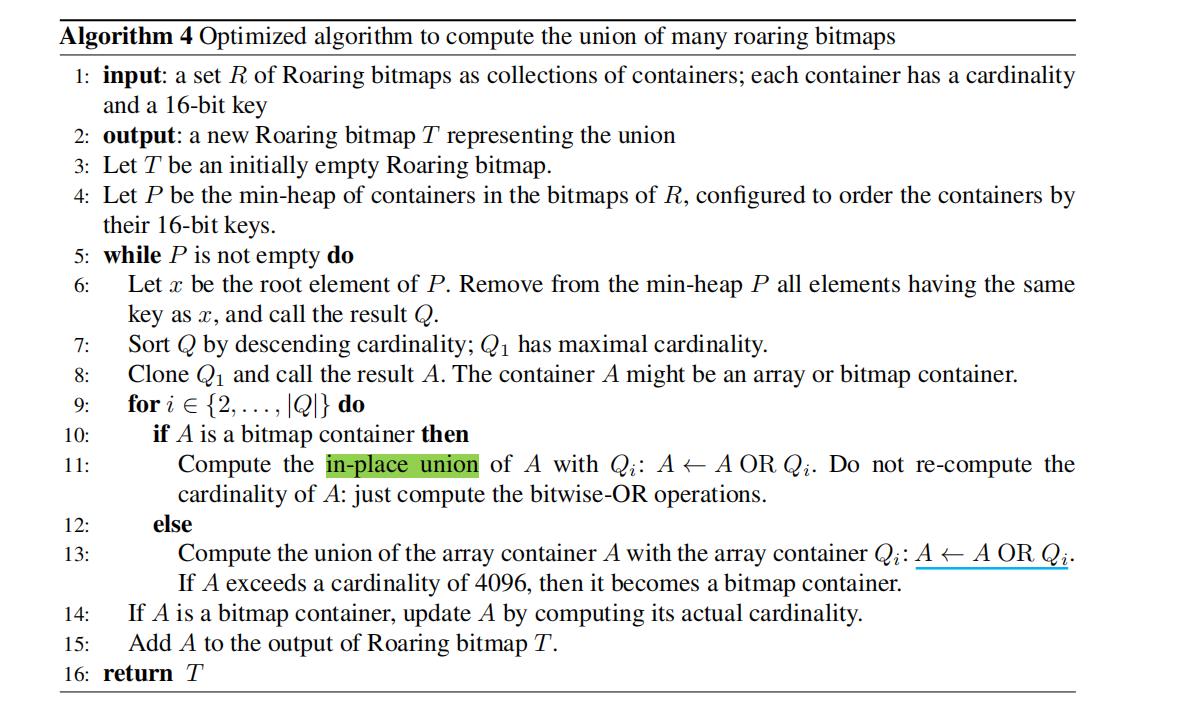 Algorithm 4 Optimized algorithm to compute the union of many roaring bitmaps
1: input: a set R of Roaring bitmaps as collections of containers; each container has a cardinality
and a 16-bit key
2: output: a new Roaring bitmap T representing the union
3: Let T be an initially empty Roaring bitmap.
4: Let P be the min-heap of containers in the bitmaps of R, configured to order the containers by
their 16-bit keys.
5: while P is not empty do
6: Let x be the root element of P. Remove from the min-heap P all elements having the same
key as x, and call the result Q.
7: Sort Q by descending cardinality; Q₁ has maximal cardinality.
8: Clone Q₁ and call the result A. The container A might be an array or bitmap container.
9: for i ∈ {2, . . . , |Q|} do
10: if A is a bitmap container then
11: Compute the in-place union of A with Qᵢ: A ← A OR Qᵢ. Do not re-compute the
cardinality of A: just compute the bitwise-OR operations.
12: else
13: Compute the union of the array container A with the array container Qᵢ: A ← A OR Qᵢ.
If A exceeds a cardinality of 4096, then it becomes a bitmap container.
14: If A is a bitmap container, update A by computing its actual cardinality.
15: Add A to the output of Roaring bitmap T.
16: return T